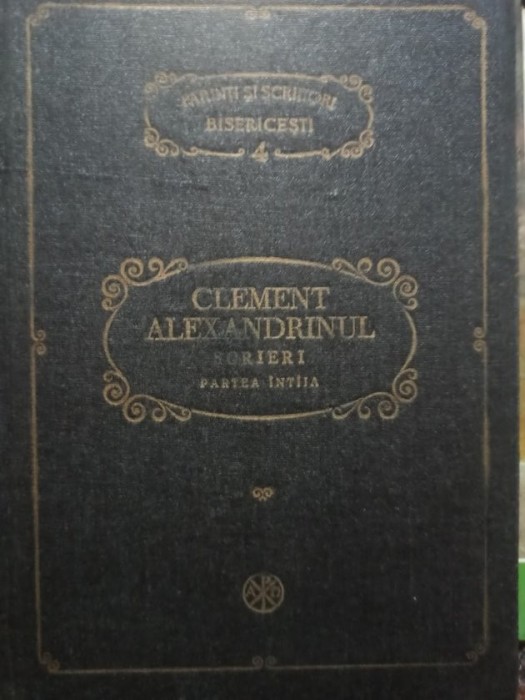 PĂRINȚI ȘI SCRIITORI
BISERICEȘTI
4
CLEMENT
ALEXANDRINUL
SCRIERI
PARTEA ÎNTÎIA